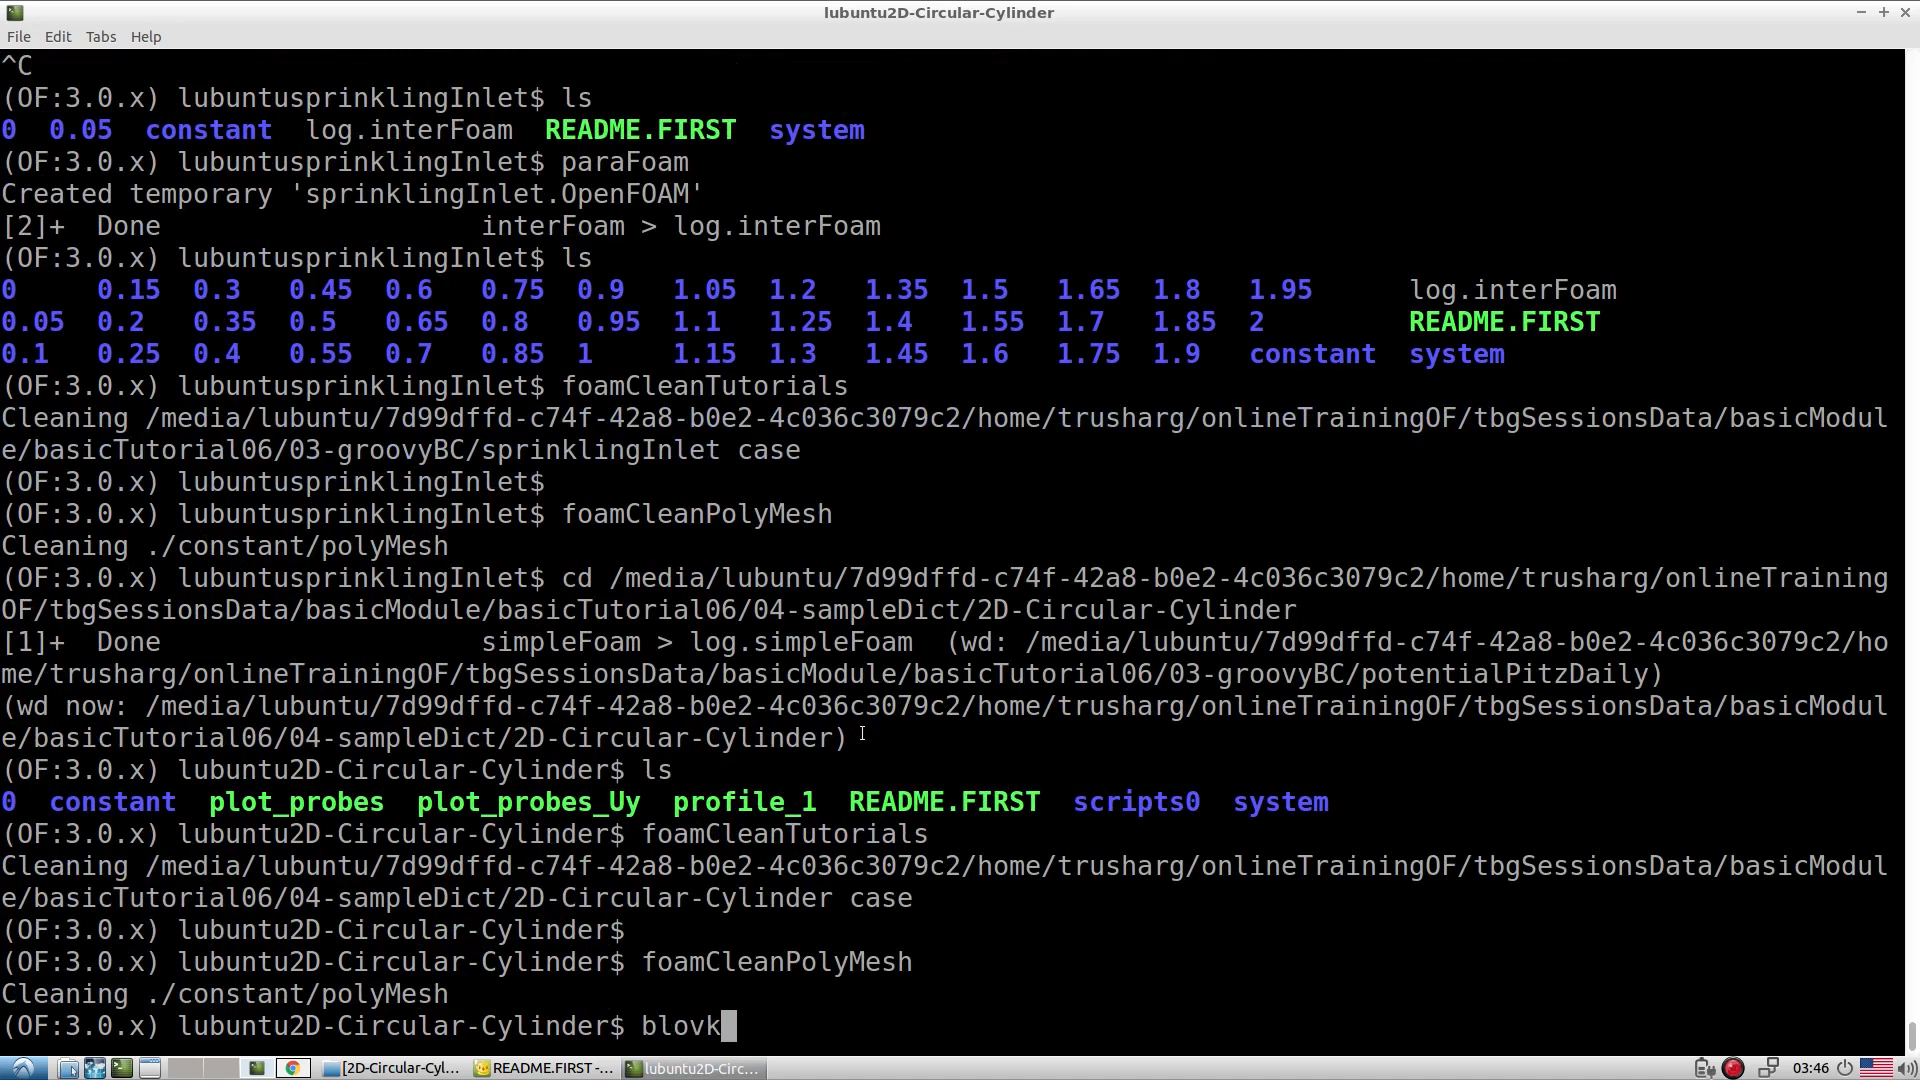 lubuntu2D-Circular-Cylinder
File Edit Tabs Help
^C
(OF:3.0.x) lubuntusprinklingInlet$ ls
0 0.05 constant log.interFoam README.FIRST system
(OF:3.0.x) lubuntusprinklingInlet$ paraFoam
Created temporary 'sprinklingInlet.OpenFOAM'
[2]+ Done interFoam > log.interFoam
(OF:3.0.x) lubuntusprinklingInlet$ ls
0 0.15 0.3 0.45 0.6 0.75 0.9 1.05 1.2 1.35 1.5 1.65 1.8 1.95 log.interFoam
0.05 0.2 0.35 0.5 0.65 0.8 0.95 1.1 1.25 1.4 1.55 1.7 1.85 2 README.FIRST
0.1 0.25 0.4 0.55 0.7 0.85 1 1.15 1.3 1.45 1.6 1.75 1.9 constant system
(OF:3.0.x) lubuntusprinklingInlet$ foamCleanTutorials
Cleaning /media/lubuntu/7d99dffd-c74f-42a8-b0e2-4c036c3079c2/home/trusharg/onlineTrainingOF/tbgSessionsData/basicModul
e/basicTutorial06/03-groovyBC/sprinklingInlet case
(OF:3.0.x) lubuntusprinklingInlet$
(OF:3.0.x) lubuntusprinklingInlet$ foamCleanPolyMesh
Cleaning ./constant/polyMesh
(OF:3.0.x) lubuntusprinklingInlet$ cd /media/lubuntu/7d99dffd-c74f-42a8-b0e2-4c036c3079c2/home/trusharg/onlineTraining
OF/tbgSessionsData/basicModule/basicTutorial06/04-sampleDict/2D-Circular-Cylinder
[1]+ Done simpleFoam > log.simpleFoam (wd: /media/lubuntu/7d99dffd-c74f-42a8-b0e2-4c036c3079c2/ho
me/trusharg/onlineTrainingOF/tbgSessionsData/basicModule/basicTutorial06/03-groovyBC/potentialPitzDaily)
(wd now: /media/lubuntu/7d99dffd-c74f-42a8-b0e2-4c036c3079c2/home/trusharg/onlineTrainingOF/tbgSessionsData/basicModul
e/basicTutorial06/04-sampleDict/2D-Circular-Cylinder)
(OF:3.0.x) lubuntu2D-Circular-Cylinder$ ls
0 constant plot_probes plot_probes_Uy profile_1 README.FIRST scripts0 system
(OF:3.0.x) lubuntu2D-Circular-Cylinder$ foamCleanTutorials
Cleaning /media/lubuntu/7d99dffd-c74f-42a8-b0e2-4c036c3079c2/home/trusharg/onlineTrainingOF/tbgSessionsData/basicModul
e/basicTutorial06/04-sampleDict/2D-Circular-Cylinder case
(OF:3.0.x) lubuntu2D-Circular-Cylinder$
(OF:3.0.x) lubuntu2D-Circular-Cylinder$ foamCleanPolyMesh
Cleaning ./constant/polyMesh
(OF:3.0.x) lubuntu2D-Circular-Cylinder$ blovk
[2D-Circular-Cyl... README.FIRST -... lubuntu2D-Circ... 03:46